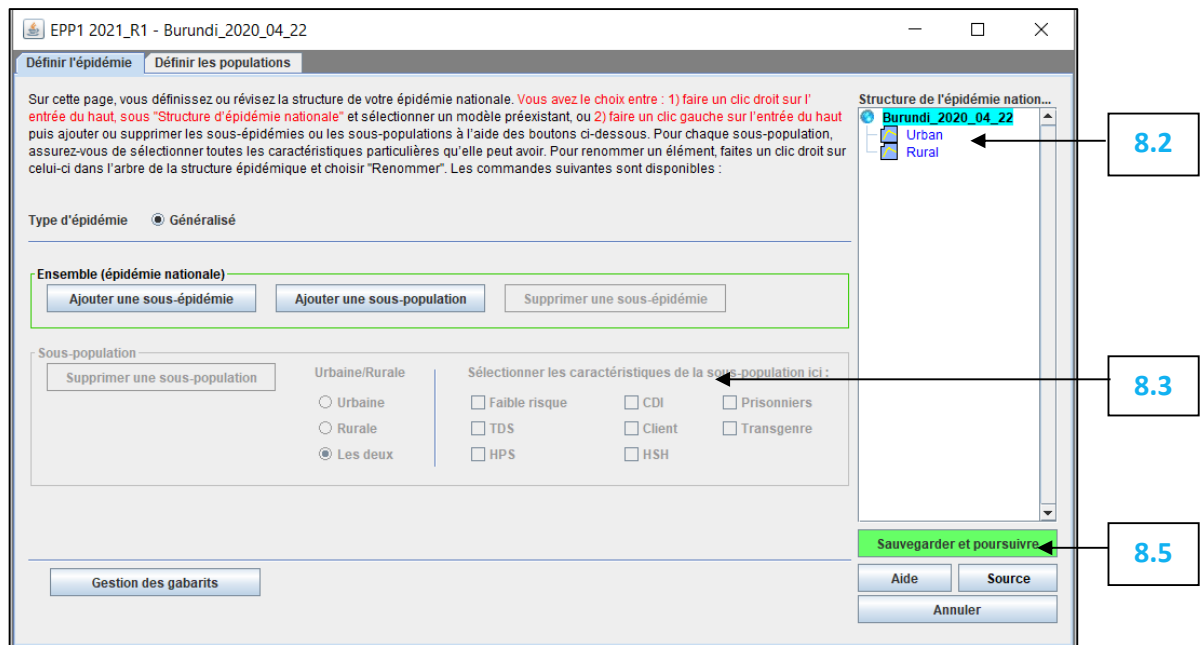 EPP1 2021_R1 - Burundi_2020_04_22
Définir l'épidémie Définir les populations
Sur cette page, vous définissez ou révisez la structure de votre épidémie nationale. Vous avez le choix entre : 1) faire un clic droit sur l'
entrée du haut, sous "Structure d'épidémie nationale" et sélectionner un modèle préexistant, ou 2) faire un clic gauche sur l'entrée du haut
puis ajouter ou supprimer les sous-épidémies ou les sous-populations à l'aide des boutons ci-dessous. Pour chaque sous-population,
assurez-vous de sélectionner toutes les caractéristiques particulières qu'elle peut avoir. Pour renommer un élément, faites un clic droit sur
celui-ci dans l'arbre de la structure épidémique et choisir "Renommer". Les commandes suivantes sont disponibles :
Type d'épidémie Généralisé
Ensemble (épidémie nationale)
Ajouter une sous-épidémie Ajouter une sous-population Supprimer une sous-épidémie
Sous-population
Supprimer une sous-population
Urbaine/Rurale
Urbaine
Rurale
Les deux
Sélectionner les caractéristiques de la sous-population ici :
Faible risque CDI Prisonniers
TDS Client Transgenre
HPS HSH
Gestion des gabarits
Structure de l'épidémie nation...
Burundi_2020_04_22
Urban
Rural
Sauvegarder et poursuivre
Aide Source
Annuler
8.2
8.3
8.5